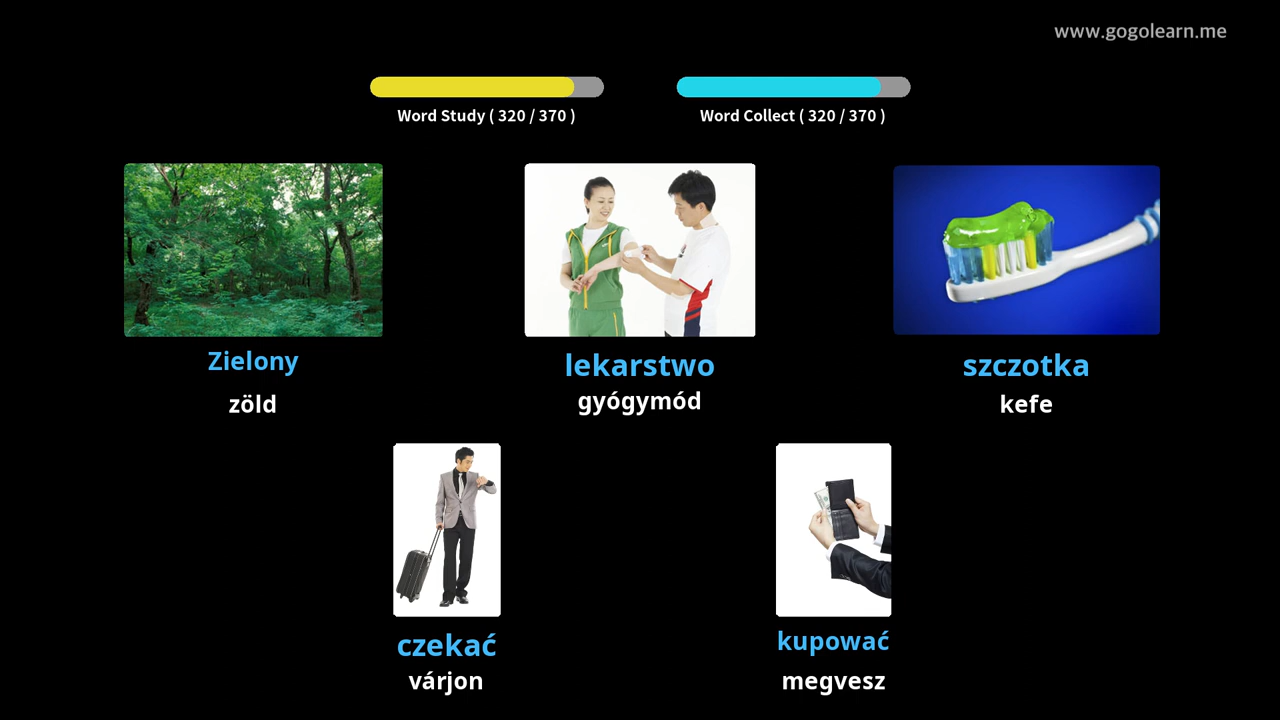 www.gogolearn.me
Word Study ( 320 / 370 )
Word Collect ( 320 / 370 )
Zielony
zöld
lekarstwo
gyógymód
szczotka
kefe
czekać
várjon
kupować
megvesz